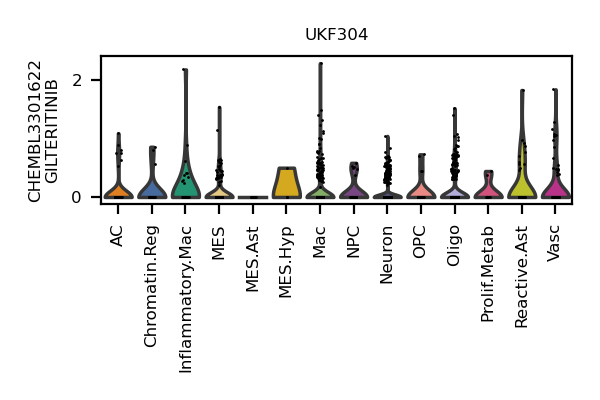 UKF304
CHEMBL3301622
GILTERITINIB
2
0
AC
Chromatin.Reg
Inflammatory.Mac
MES
MES.Ast
MES.Hyp
Mac
NPC
Neuron
OPC
Oligo
Prolif.Metab
Reactive.Ast
Vasc